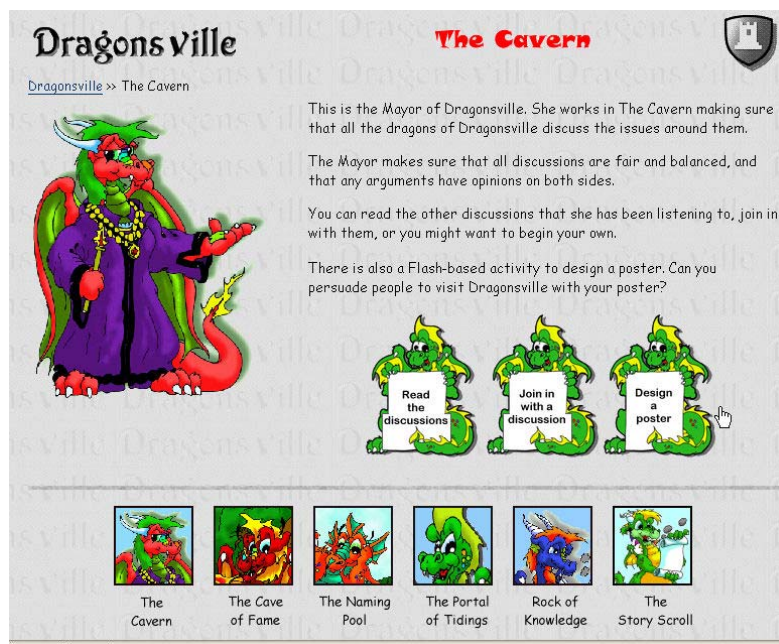 Dragonsville
The Cavern
Dragonsville >> The Cavern
This is the Mayor of Dragonsville. She works in The Cavern making sure
that all the dragons of Dragonsville discuss the issues around them.
The Mayor makes sure that all discussions are fair and balanced, and
that any arguments have opinions on both sides.
You can read the other discussions that she has been listening to, join in
with them, or you might want to begin your own.
There is also a Flash-based activity to design a poster. Can you
persuade people to visit Dragonsville with your poster?
Read
the
discussions
Join in
with a
discussion
Design
a
poster
The
Cavern
The Cave
of Fame
The Naming
Pool
The Portal
of Tidings
Rock of
Knowledge
The
Story Scroll